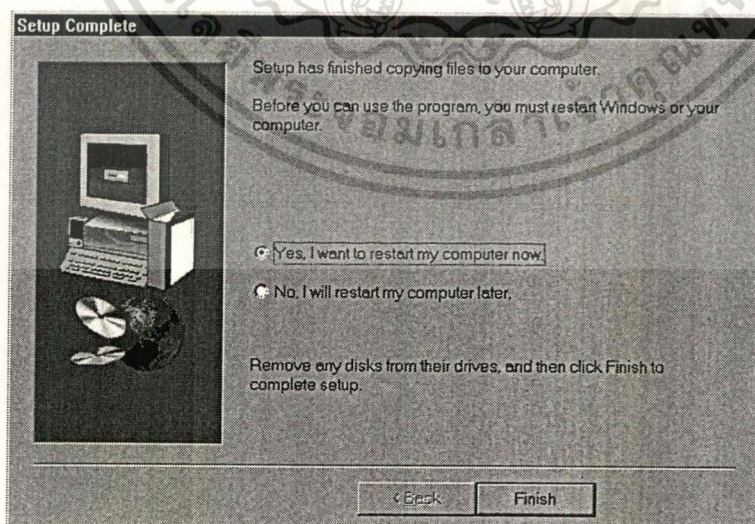 Setup Complete
Setup has finished copying files to your computer.
Before you can use the program, you must restart Windows or your
computer.
Yes, I want to restart my computer now.
No, I will restart my computer later.
Remove any disks from their drives, and then click Finish to
complete setup.
< Back
Finish